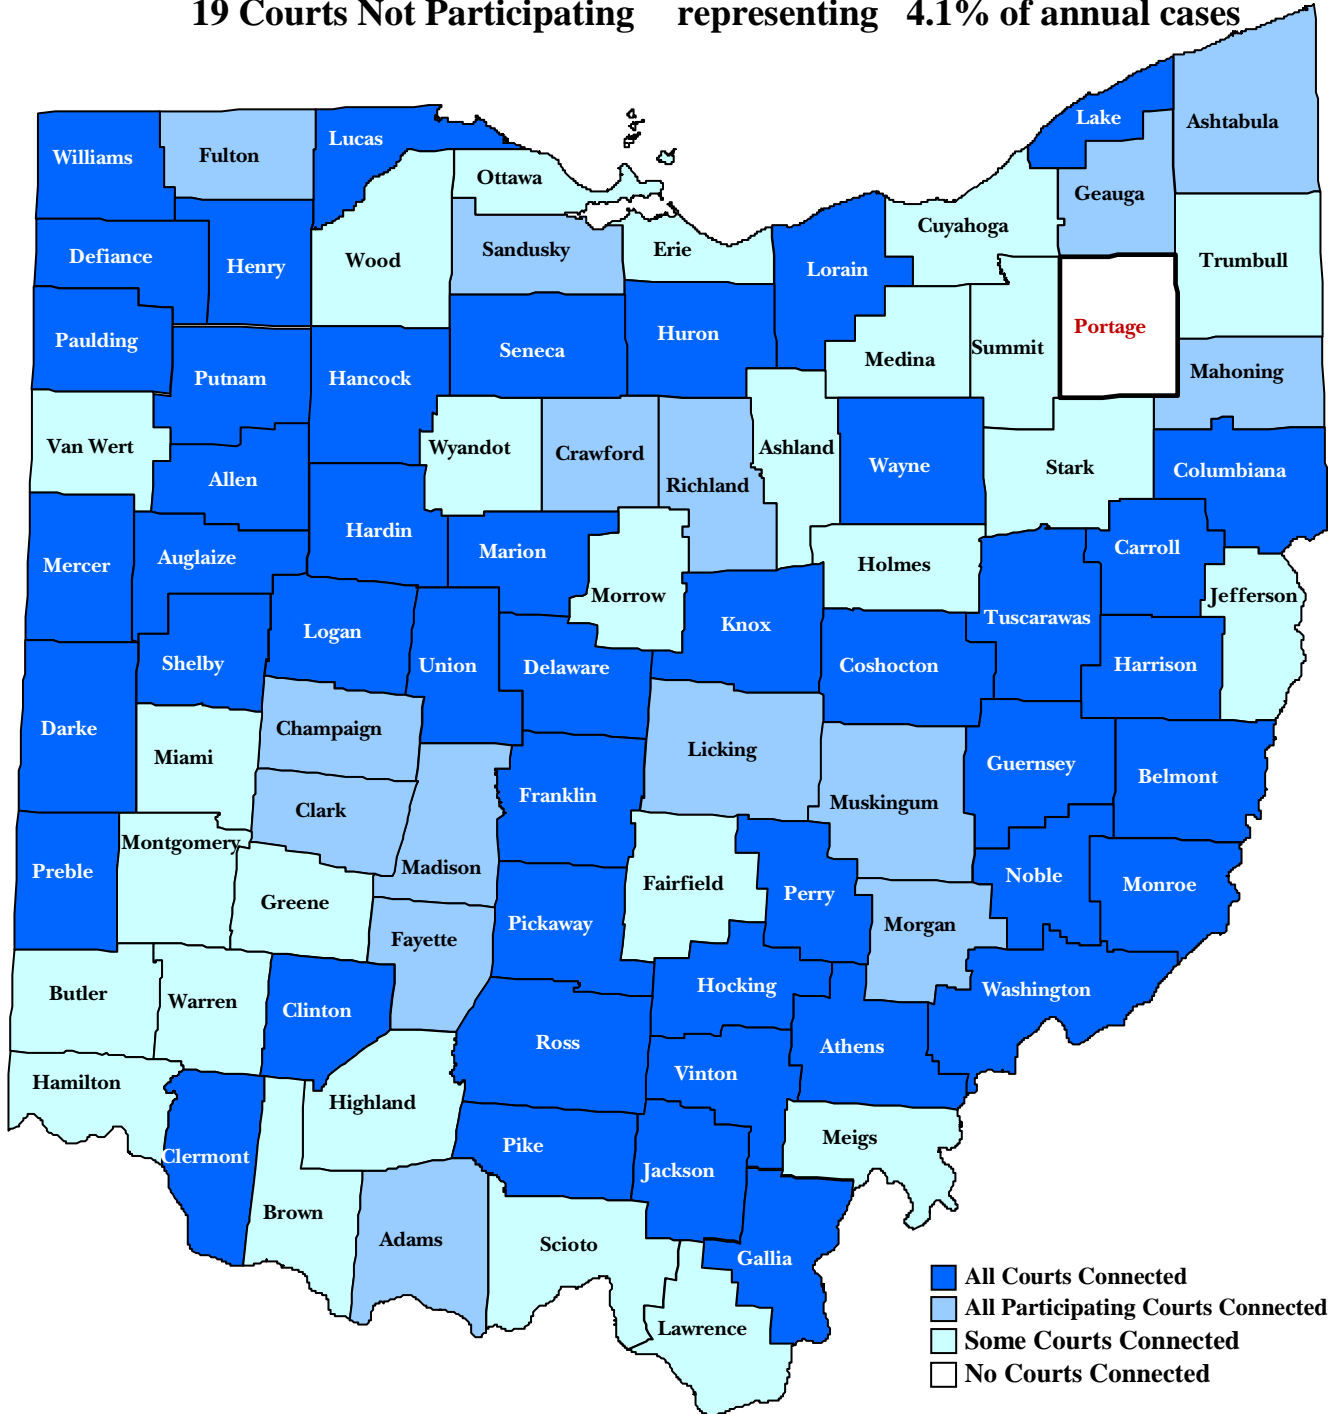 19 Courts Not Participating representing 4.1% of annual cases
Lake
Ashtabula
Lucas
Williams
Fulton
Ottawa
Geauga
Cuyahoga
Defiance
Henry
Wood
Sandusky
Erie
Lorain
Trumbull
Paulding
Putnam
Hancock
Seneca
Huron
Medina
Summit
Portage
Mahoning
Van Wert
Allen
Wyandot
Crawford
Richland
Ashland
Wayne
Stark
Columbiana
Mercer
Auglaize
Hardin
Marion
Morrow
Holmes
Carroll
Jefferson
Shelby
Logan
Union
Delaware
Knox
Coshocton
Tuscarawas
Harrison
Darke
Miami
Champaign
Licking
Muskingum
Guernsey
Belmont
Clark
Franklin
Preble
Montgomery
Greene
Madison
Fairfield
Perry
Noble
Monroe
Fayette
Pickaway
Morgan
Butler
Warren
Clinton
Hocking
Washington
Ross
Athens
Hamilton
Highland
Vinton
Clermont
Pike
Jackson
Meigs
Brown
Adams
Scioto
Gallia
Lawrence
All Courts Connected
All Participating Courts Connected
Some Courts Connected
No Courts Connected